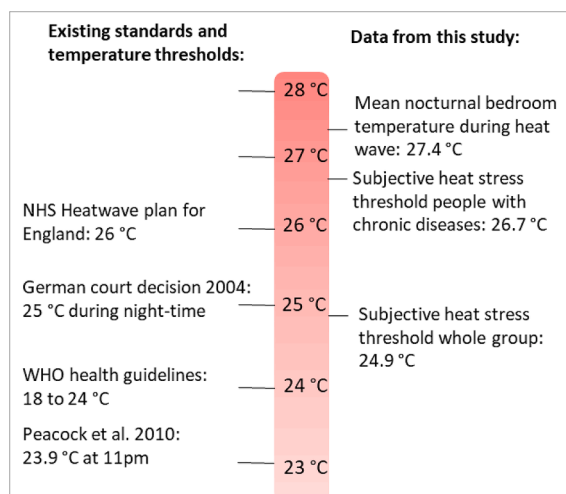 Existing standards and
temperature thresholds:
NHS Heatwave plan for
England: 26 °C
German court decision 2004:
25 °C during night-time
WHO health guidelines:
18 to 24 °C
Peacock et al. 2010:
23.9 °C at 11pm
28 °C
27 °C
26 °C
25 °C
24 °C
23 °C
Data from this study:
Mean nocturnal bedroom
temperature during heat
wave: 27.4 °C
Subjective heat stress
threshold people with
chronic diseases: 26.7 °C
Subjective heat stress
threshold whole group:
24.9 °C